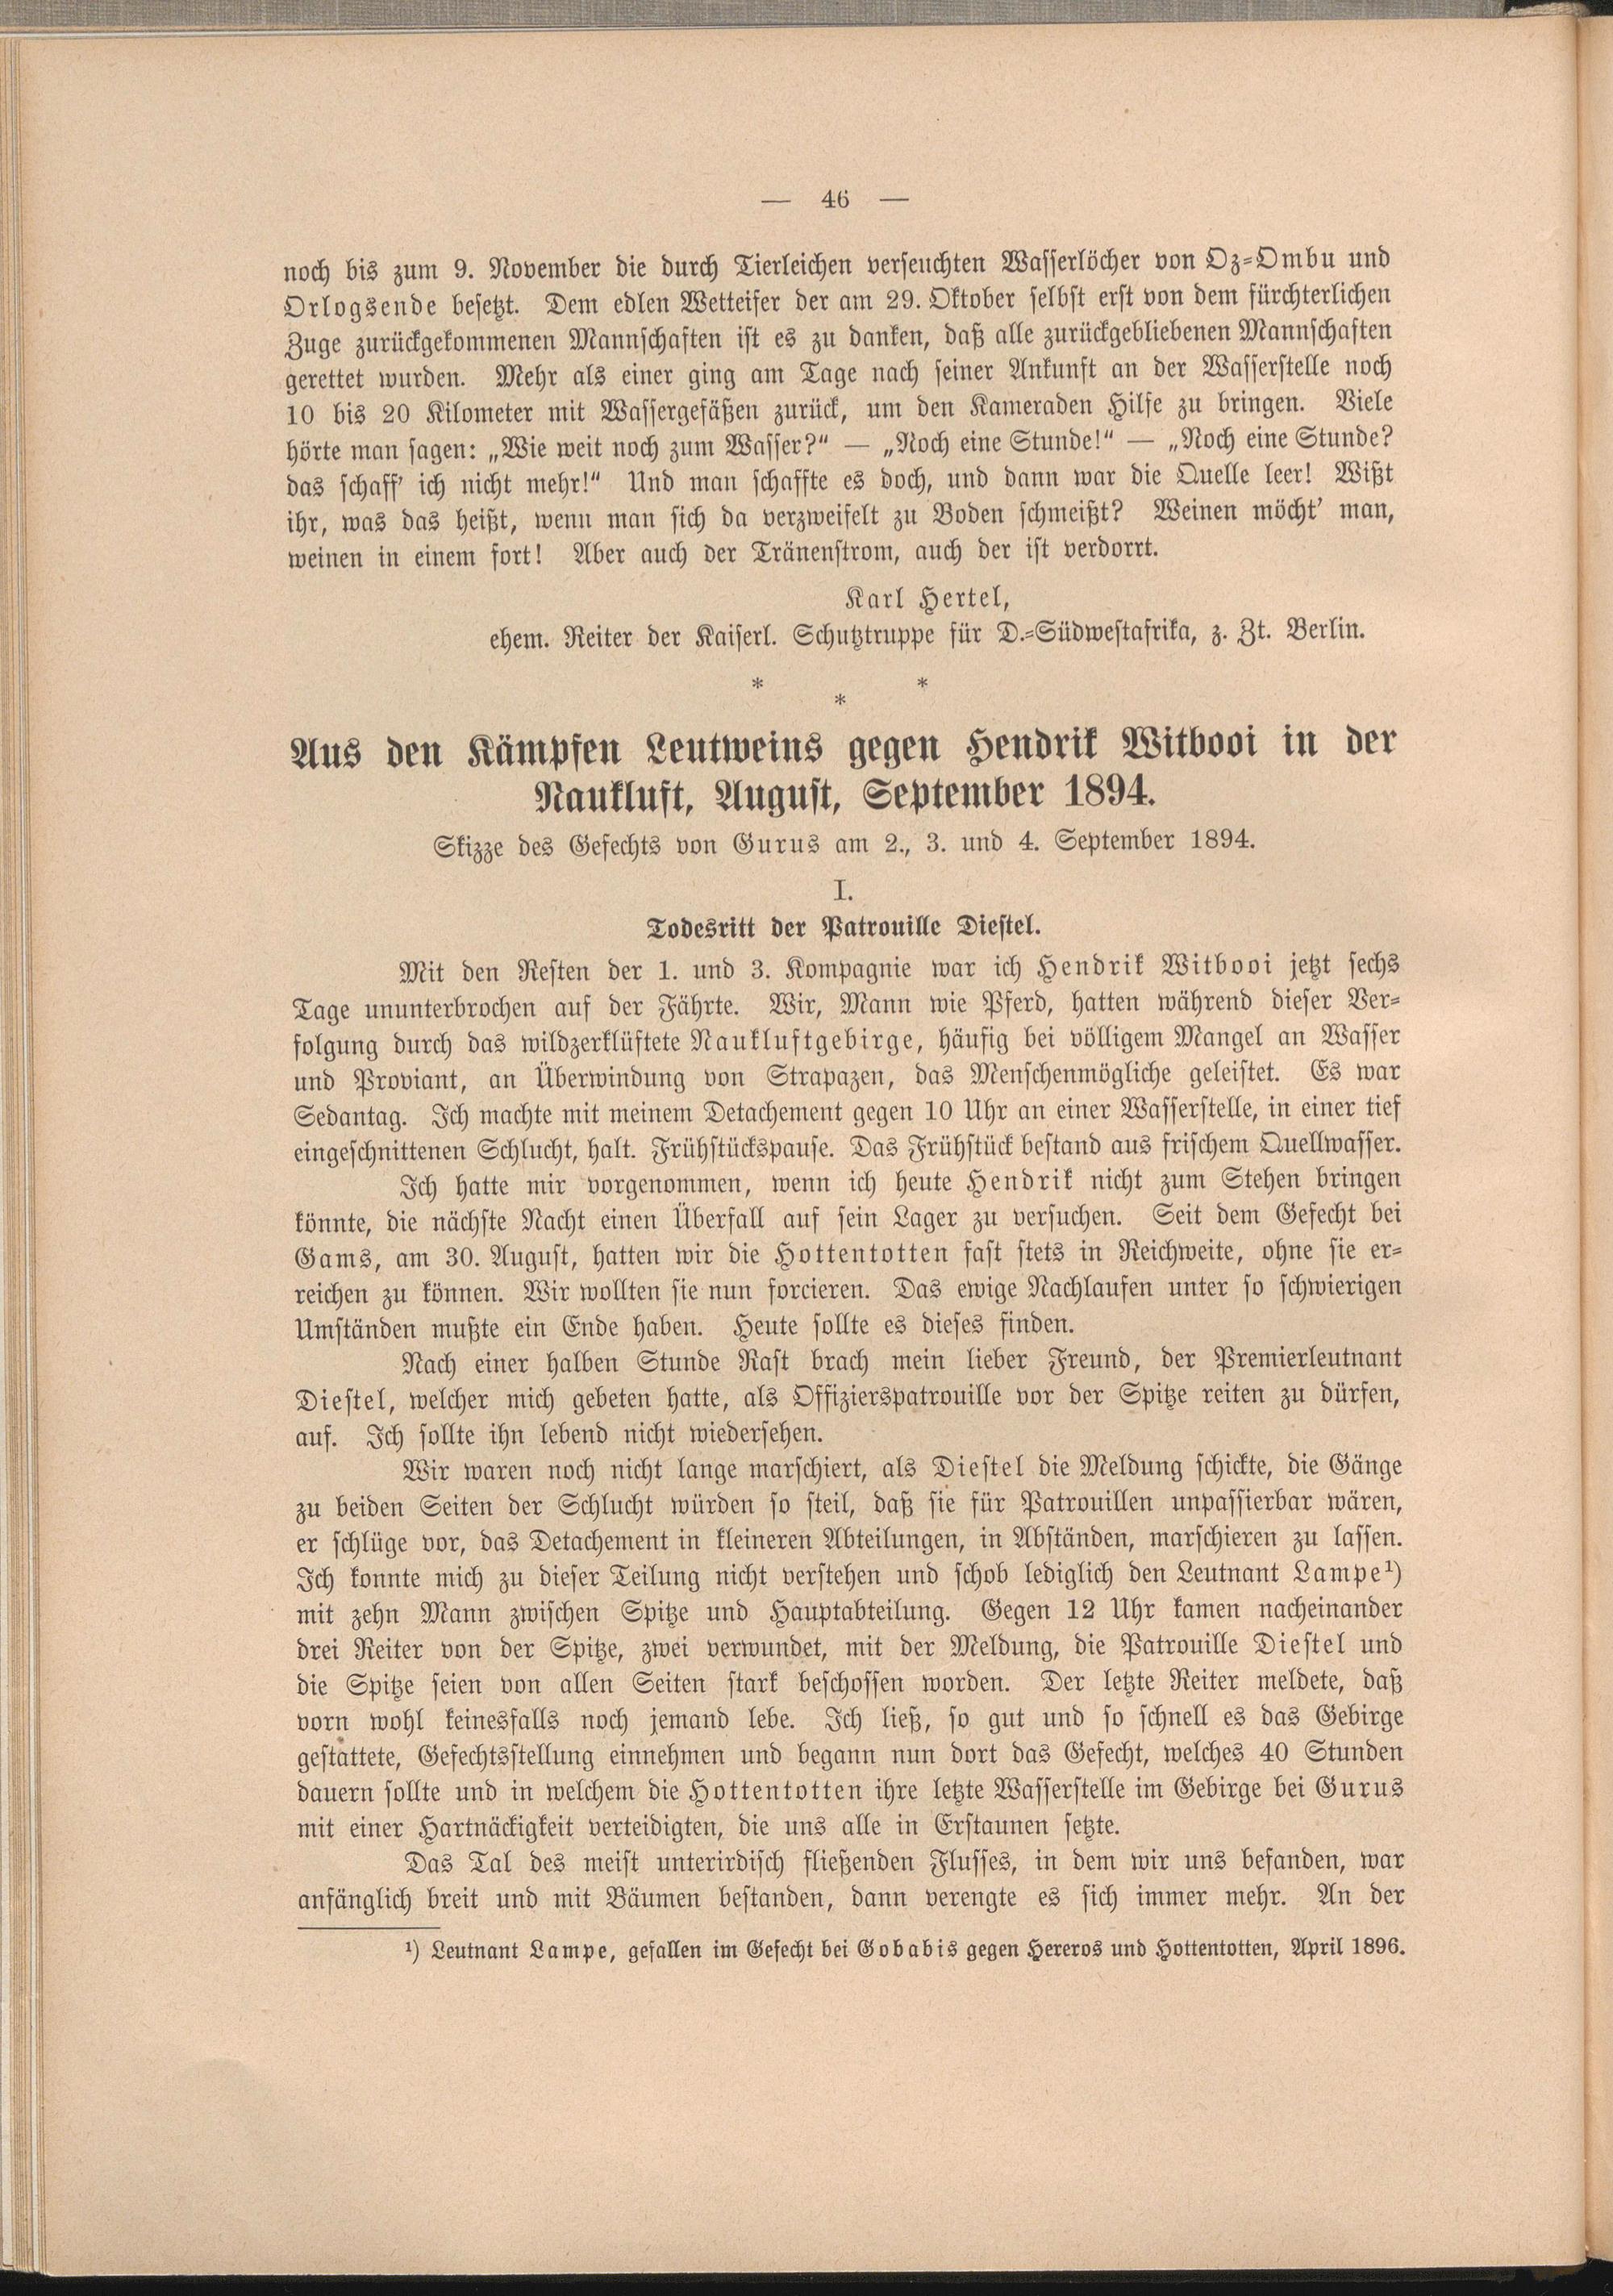 — 46 —
noch bis zum 9. November die durch Tierleichen verseuchten Wasserlöcher von Oz-Ombu und
Orlogsende besetzt. Dem edlen Wetteifer der am 29. Oktober selbst erst von dem fürchterlichen
Zuge zurückgekommenen Mannschaften ist es zu danken, daß alle zurückgebliebenen Mannschaften
gerettet wurden. Mehr als einer ging am Tage nach seiner Ankunft an der Wasserstelle noch
10 bis 20 Kilometer mit Wassergefäßen zurück, um den Kameraden Hilfe zu bringen. Viele
hörte man sagen: „Wie weit noch zum Wasser?“ — „Noch eine Stunde!“ — „Noch eine Stunde?
das schaff’ ich nicht mehr!“ Und man schaffte es doch, und dann war die Quelle leer! Wißt
ihr, was das heißt, wenn man sich da verzweifelt zu Boden schmeißt? Weinen möcht’ man,
weinen in einem fort! Aber auch der Tränenstrom, auch der ist verdorrt.
Karl Hertel,
ehem. Reiter der Kaiserl. Schutztruppe für D.-Südwestafrika, z. Zt. Berlin.
* * *
Aus den Kämpfen Leutweins gegen Hendrik Witbooi in der
Naukluft, August, September 1894.
Skizze des Gefechts von Gurus am 2., 3. und 4. September 1894.
I.
Todesritt der Patrouille Diestel.
Mit den Resten der 1. und 3. Kompagnie war ich Hendrik Witbooi jetzt sechs
Tage ununterbrochen auf der Fährte. Wir, Mann wie Pferd, hatten während dieser Ver-
folgung durch das wildzerklüftete Naukluftgebirge, häufig bei völligem Mangel an Wasser
und Proviant, an Überwindung von Strapazen, das Menschenmögliche geleistet. Es war
Sedantag. Ich machte mit meinem Detachement gegen 10 Uhr an einer Wasserstelle, in einer tief
eingeschnittenen Schlucht, halt. Frühstückspause. Das Frühstück bestand aus frischem Quellwasser.
Ich hatte mir vorgenommen, wenn ich heute Hendrik nicht zum Stehen bringen
könnte, die nächste Nacht einen Überfall auf sein Lager zu versuchen. Seit dem Gefecht bei
Gams, am 30. August, hatten wir die Hottentotten fast stets in Reichweite, ohne sie er-
reichen zu können. Wir wollten sie nun forcieren. Das ewige Nachlaufen unter so schwierigen
Umständen mußte ein Ende haben. Heute sollte es dieses finden.
Nach einer halben Stunde Rast brach mein lieber Freund, der Premierleutnant
Diestel, welcher mich gebeten hatte, als Offizierspatrouille vor der Spitze reiten zu dürfen,
auf. Ich sollte ihn lebend nicht wiedersehen.
Wir waren noch nicht lange marschiert, als Diestel die Meldung schickte, die Gänge
zu beiden Seiten der Schlucht würden so steil, daß sie für Patrouillen unpassierbar wären,
er schlüge vor, das Detachement in kleineren Abteilungen, in Abständen, marschieren zu lassen.
Ich konnte mich zu dieser Teilung nicht verstehen und schob lediglich den Leutnant Lampe¹)
mit zehn Mann zwischen Spitze und Hauptabteilung. Gegen 12 Uhr kamen nacheinander
drei Reiter von der Spitze, zwei verwundet, mit der Meldung, die Patrouille Diestel und
die Spitze seien von allen Seiten stark beschossen worden. Der letzte Reiter meldete, daß
vorn wohl keinesfalls noch jemand lebe. Ich ließ, so gut und so schnell es das Gebirge
gestattete, Gefechtsstellung einnehmen und begann nun dort das Gefecht, welches 40 Stunden
dauern sollte und in welchem die Hottentotten ihre letzte Wasserstelle im Gebirge bei Gurus
mit einer Hartnäckigkeit verteidigten, die uns alle in Erstaunen setzte.
Das Tal des meist unterirdisch fließenden Flusses, in dem wir uns befanden, war
anfänglich breit und mit Bäumen bestanden, dann verengte es sich immer mehr. An der
¹) Leutnant Lampe, gefallen im Gefecht bei Gobabis gegen Hereros und Hottentotten, April 1896.